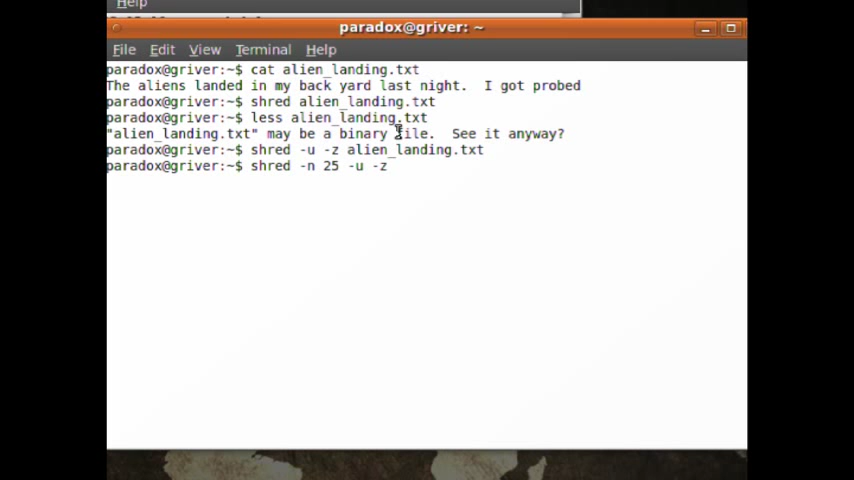 Help
paradox@griver: ~
File Edit View Terminal Help
paradox@griver:~$ cat alien_landing.txt
The aliens landed in my back yard last night.  I got probed
paradox@griver:~$ shred alien_landing.txt
paradox@griver:~$ less alien_landing.txt
"alien_landing.txt" may be a binary file.  See it anyway?
paradox@griver:~$ shred -u -z alien_landing.txt
paradox@griver:~$ shred -n 25 -u -z